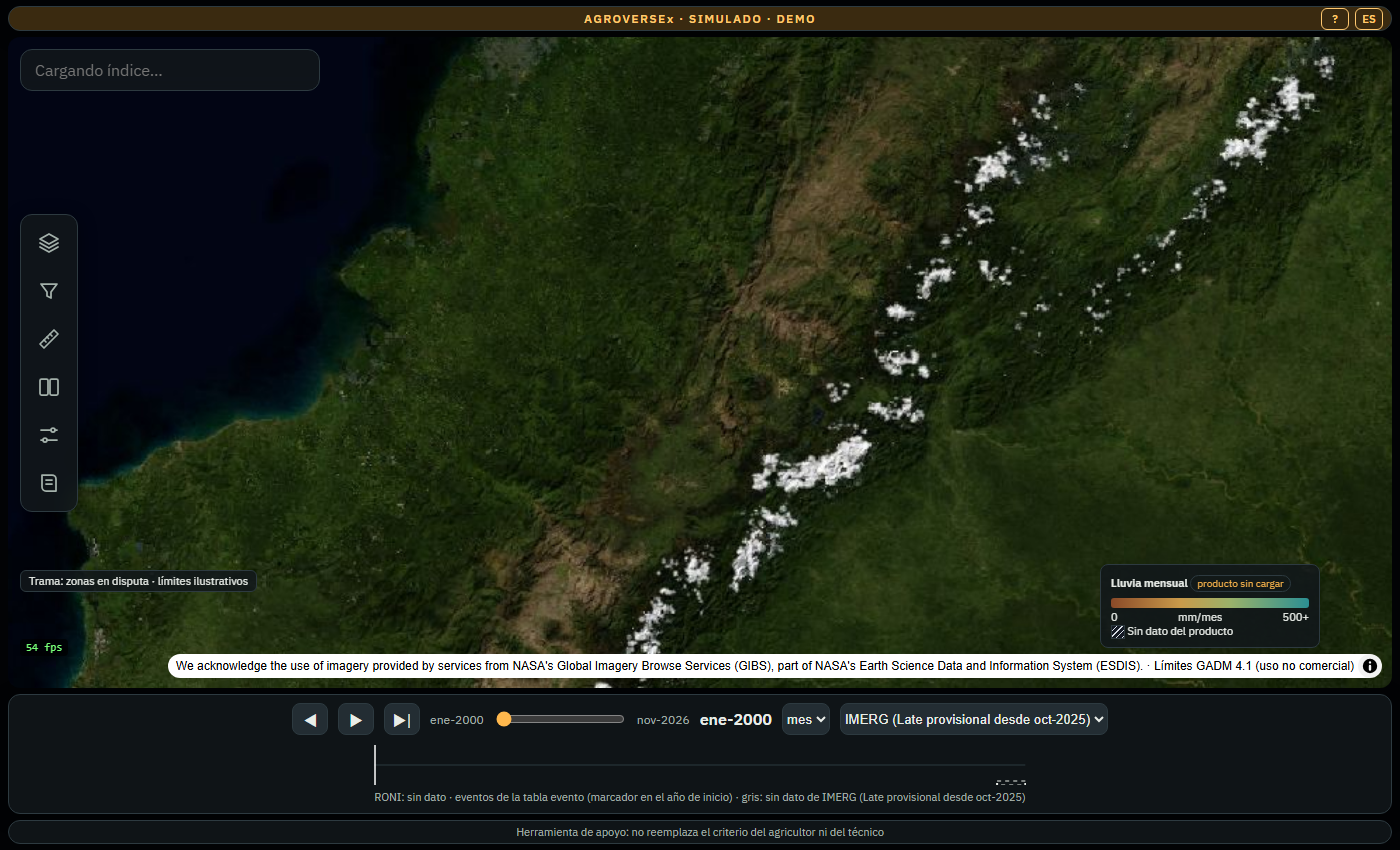 AGROVERSEx · SIMULADO · DEMO
?
ES
Cargando índice...
Trama: zonas en disputa · límites ilustrativos
54 fps
Lluvia mensual producto sin cargar
0 mm/mes 500+
Sin dato del producto
We acknowledge the use of imagery provided by services from NASA's Global Imagery Browse Services (GIBS), part of NASA's Earth Science Data and Information System (ESDIS). · Límites GADM 4.1 (uso no comercial)
ene-2000 nov-2026 ene-2000 mes IMERG (Late provisional desde oct-2025)
RONI: sin dato · eventos de la tabla evento (marcador en el año de inicio) · gris: sin dato de IMERG (Late provisional desde oct-2025)
Herramienta de apoyo: no reemplaza el criterio del agricultor ni del técnico